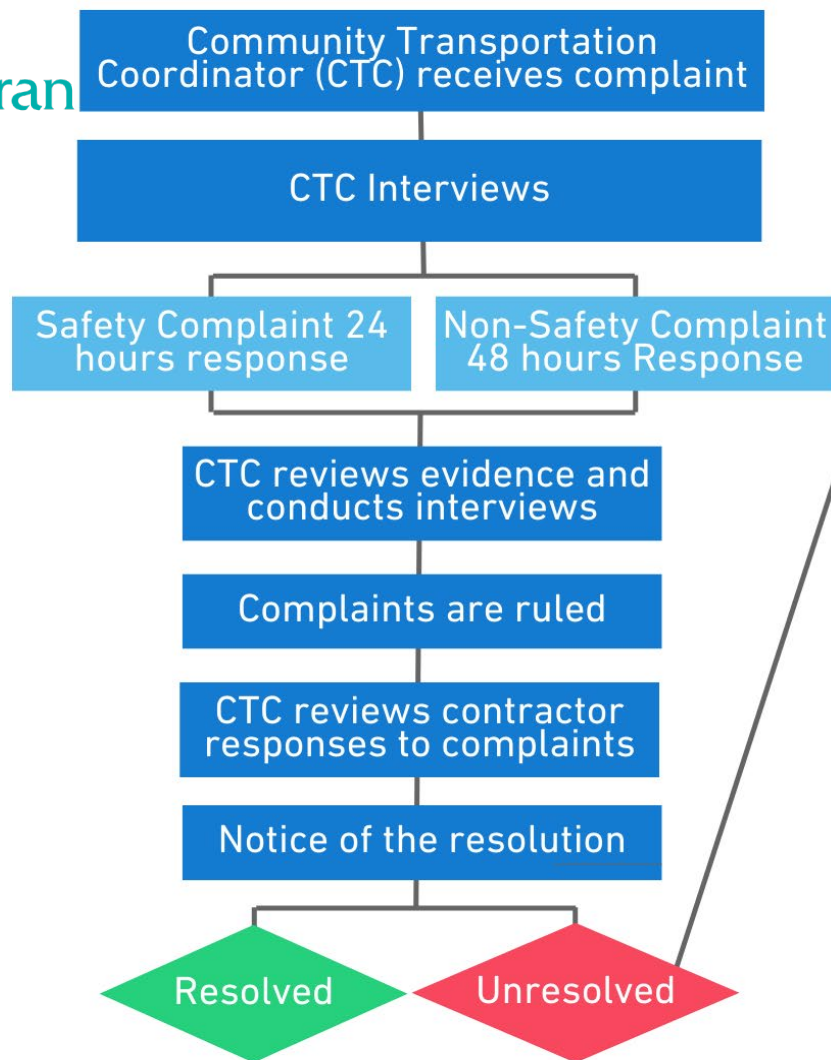 Community Transportation
Coordinator (CTC) receives complaint
ran
CTC Interviews
Safety Complaint 24
hours response
Non-Safety Complaint
48 hours Response
CTC reviews evidence and
conducts interviews
Complaints are ruled
CTC reviews contractor
responses to complaints
Notice of the resolution
Resolved
Unresolved